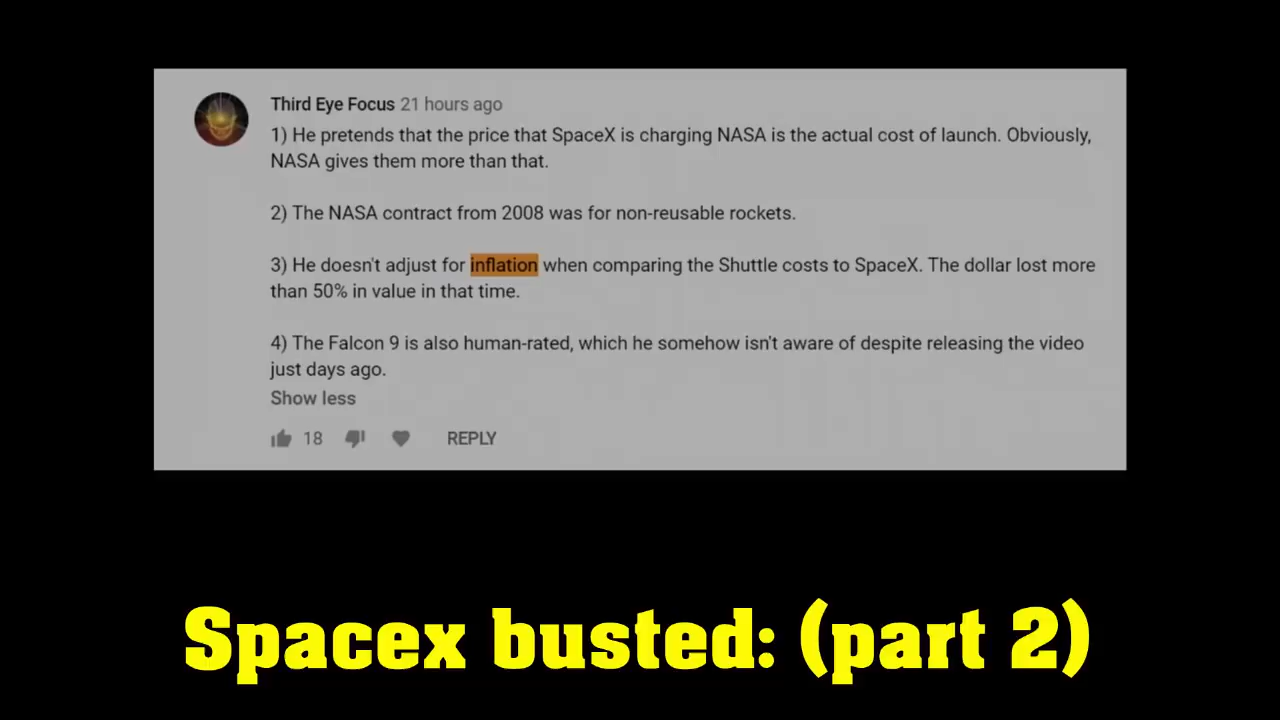 Third Eye Focus 21 hours ago
1) He pretends that the price that SpaceX is charging NASA is the actual cost of launch. Obviously,
NASA gives them more than that.
2) The NASA contract from 2008 was for non-reusable rockets.
3) He doesn't adjust for inflation when comparing the Shuttle costs to SpaceX. The dollar lost more
than 50% in value in that time.
4) The Falcon 9 is also human-rated, which he somehow isn't aware of despite releasing the video
just days ago.
Show less
18 REPLY
Spacex busted: (part 2)